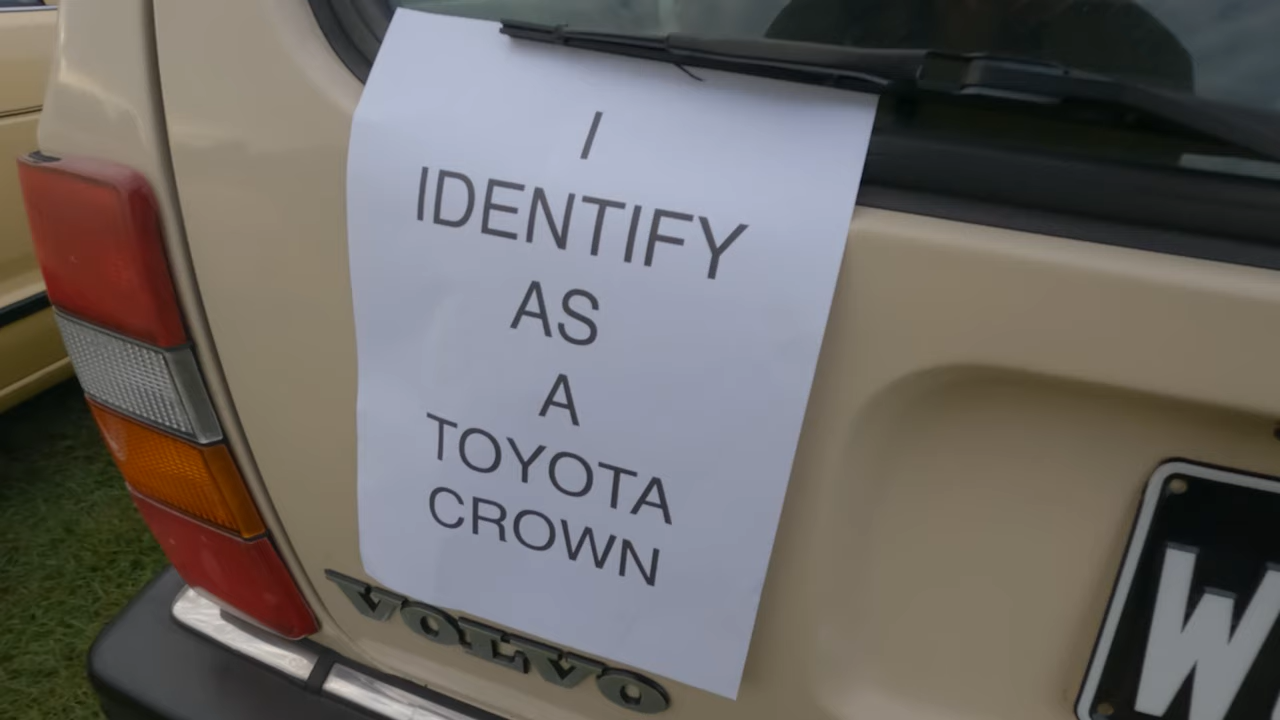 I
IDENTIFY
AS
A
TOYOTA
CROWN
VOLVO
W